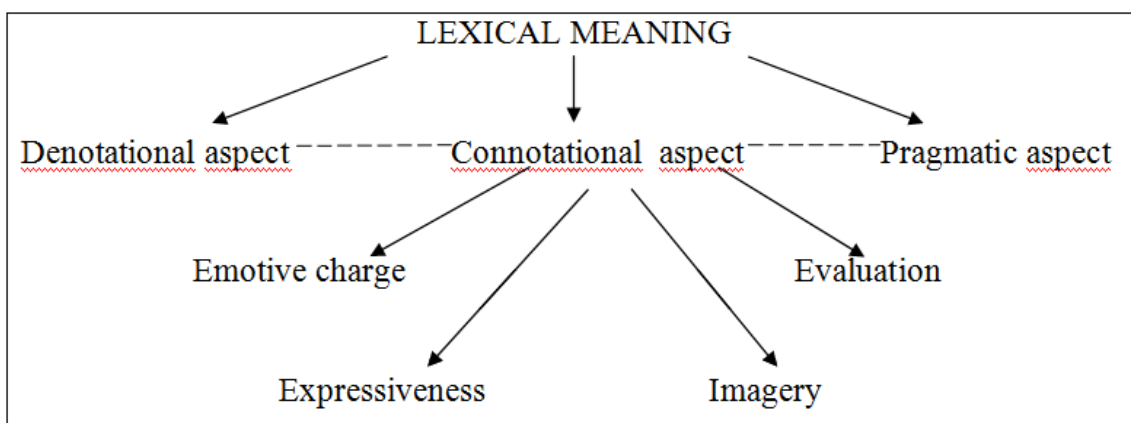 LEXICAL MEANING
Denotational aspect Connotational aspect Pragmatic aspect
Emotive charge Evaluation
Expressiveness Imagery